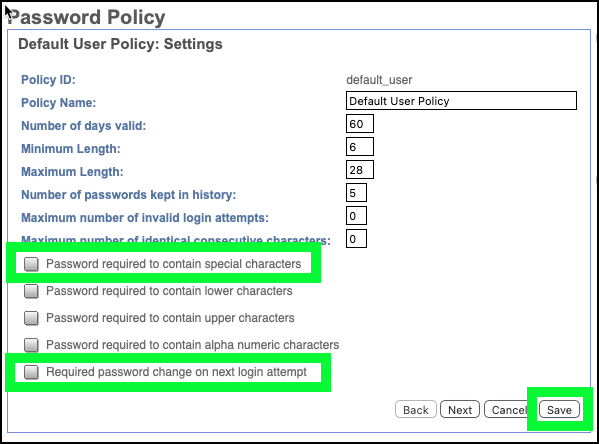 Password Policy
Default User Policy: Settings
Policy ID: default_user
Policy Name: Default User Policy
Number of days valid: 60
Minimum Length: 6
Maximum Length: 28
Number of passwords kept in history: 5
Maximum number of invalid login attempts: 0
Maximum number of identical consecutive characters: 0
Password required to contain special characters
Password required to contain lower characters
Password required to contain upper characters
Password required to contain alpha numeric characters
Required password change on next login attempt
Back Next Cancel Save